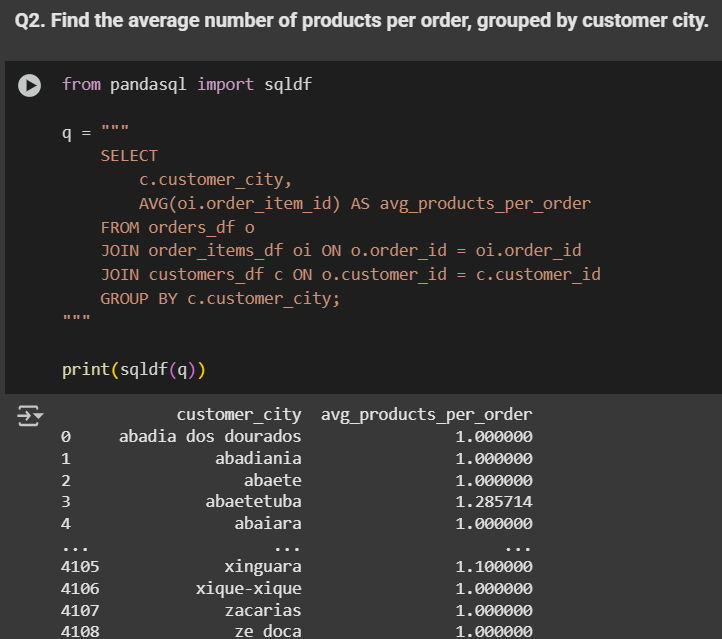 Q2. Find the average number of products per order, grouped by customer city.
from pandasql import sqldf
q = """
SELECT
c.customer_city,
AVG(oi.order_item_id) AS avg_products_per_order
FROM orders_df o
JOIN order_items_df oi ON o.order_id = oi.order_id
JOIN customers_df c ON o.customer_id = c.customer_id
GROUP BY c.customer_city;
"""
print(sqldf(q))
customer_city avg_products_per_order
0 abadia dos dourados 1.000000
1 abadiania 1.000000
2 abaete 1.000000
3 abaetetuba 1.285714
4 abaiara 1.000000
... ... ...
4105 xinguara 1.100000
4106 xique-xique 1.000000
4107 zacarias 1.000000
4108 ze doca 1.000000